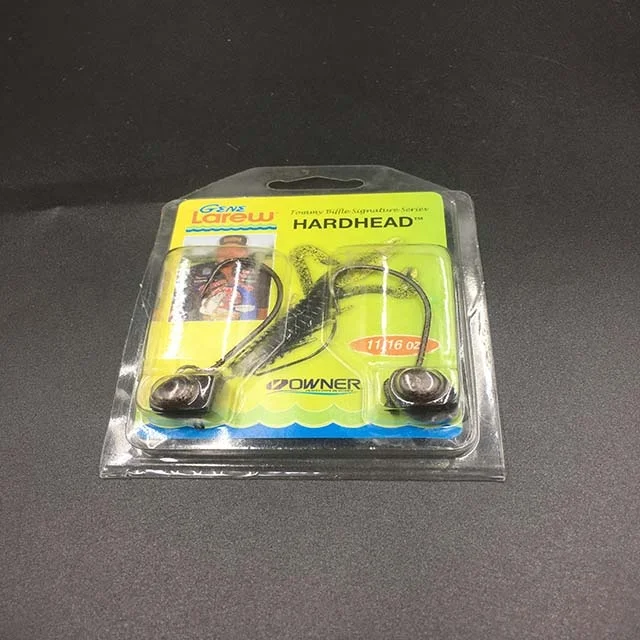 GENE
Larew
Tommy Biffle Signature Series
HARDHEAD™
11/16 oz.
OWNER